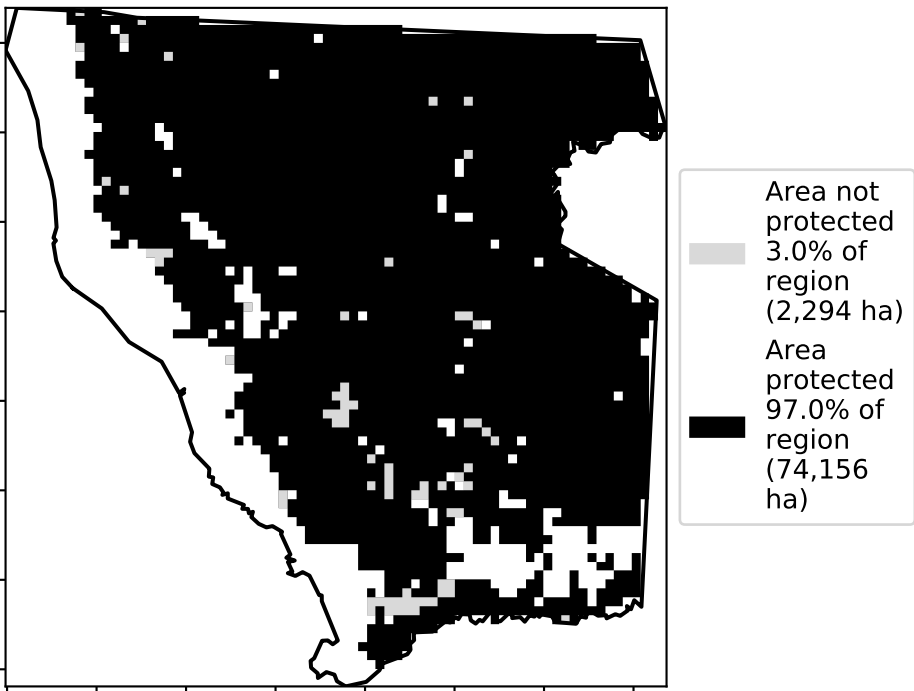 Area not
protected
3.0% of
region
(2,294 ha)
Area
protected
97.0% of
region
(74,156
ha)